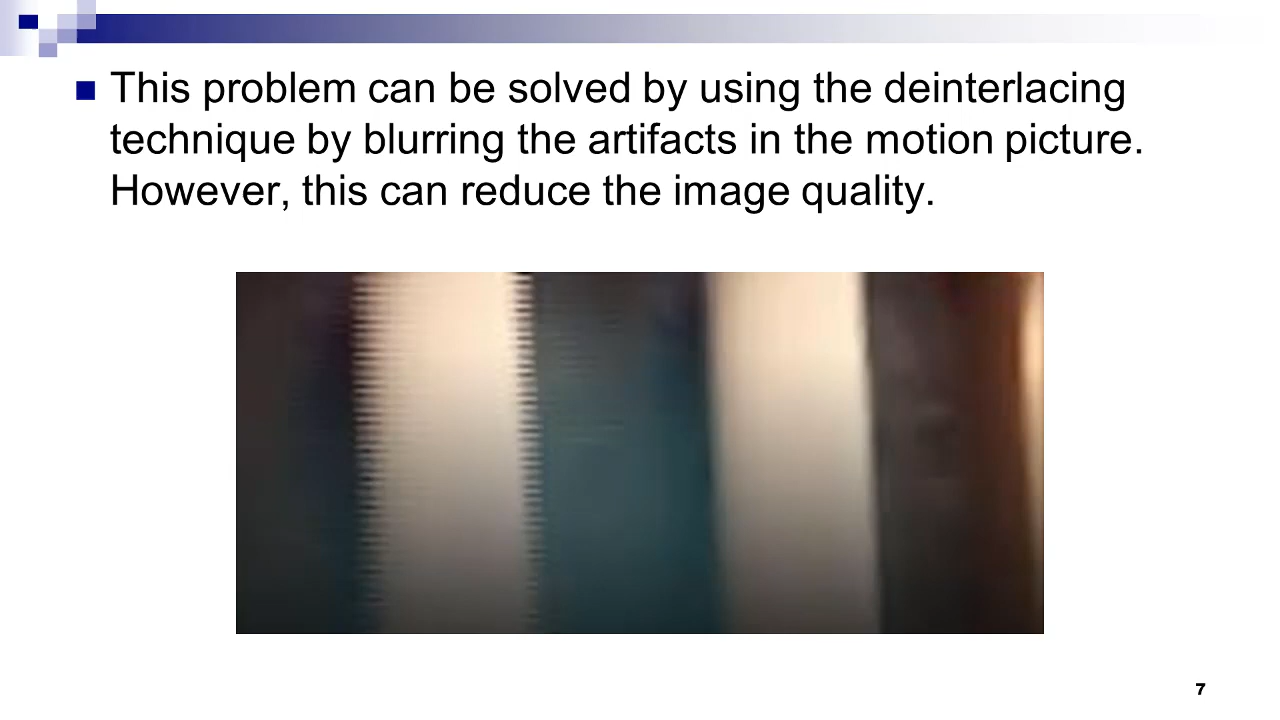 This problem can be solved by using the deinterlacing
technique by blurring the artifacts in the motion picture.
However, this can reduce the image quality.
7